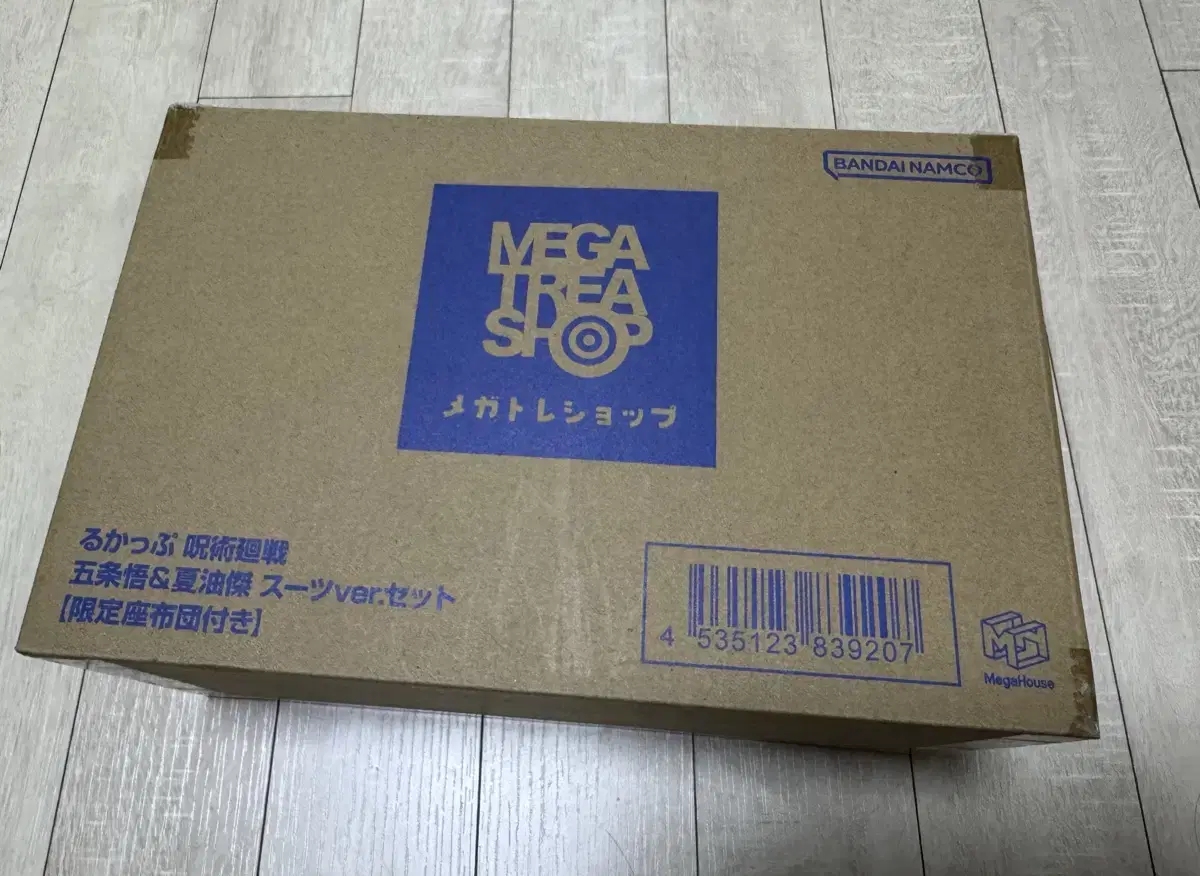 BANDAI NAMCO
MEGA
TREA
SHOP
メガトレショップ
るかっぷ 呪術廻戦
五条悟&夏油傑 スーツver.セット
【限定座布団付き】
4 535123 839207
MegaHouse